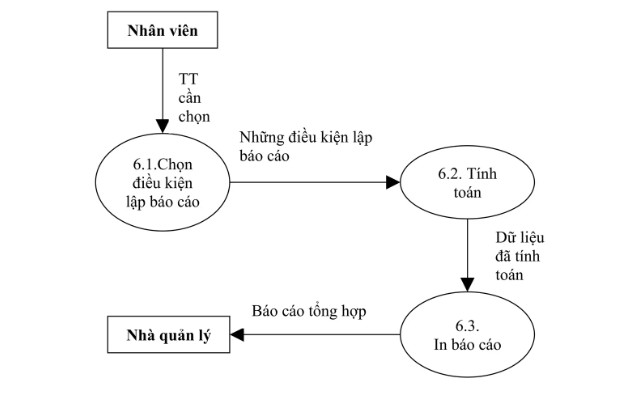 Nhân viên
TT
cần
chọn
6.1.Chọn
điều kiện
lập báo cáo
Những điều kiện lập
báo cáo
6.2. Tính
toán
Dữ liệu
đã tính
toán
6.3.
In báo cáo
Báo cáo tổng hợp
Nhà quản lý